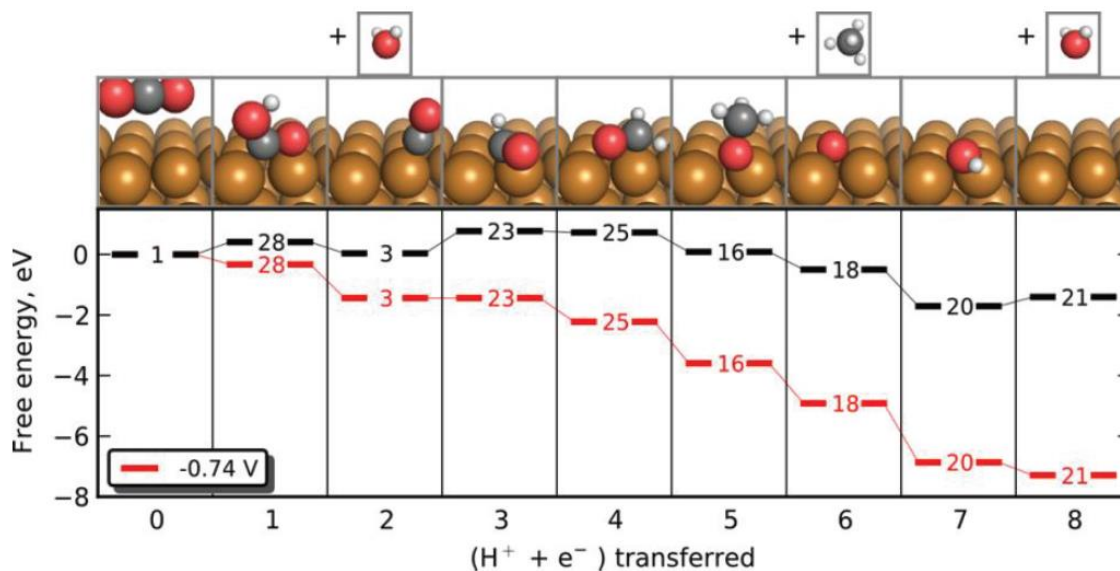 + + +
Free energy, eV
0
−2
−4
−6
−8
1 28 3 23 25 16 18 20 21
28 3 23 25 16 18 20 21
-0.74 V
0 1 2 3 4 5 6 7 8
(H⁺ + e⁻ ) transferred